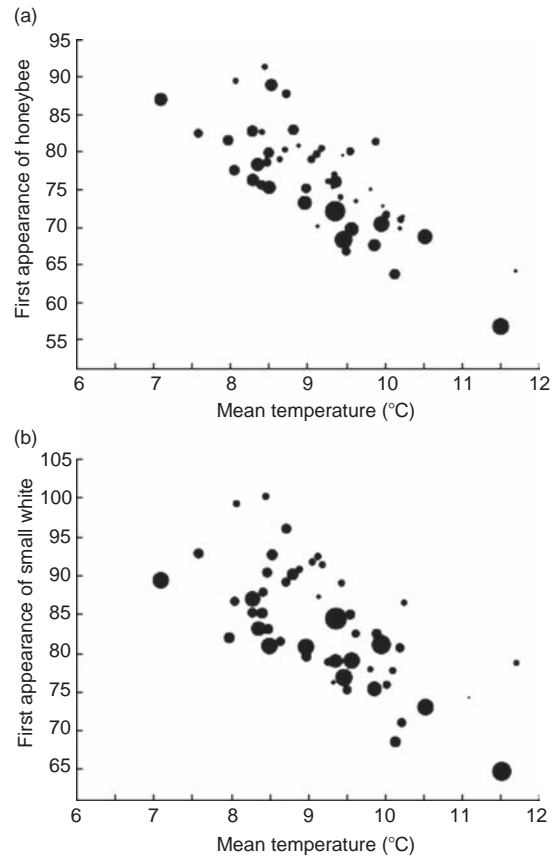 (a)
95
90
85
80
75
70
65
60
55
6 7 8 9 10 11 12
First appearance of honeybee
Mean temperature (°C)
(b)
105
100
95
90
85
80
75
70
65
6 7 8 9 10 11 12
First appearance of small white
Mean temperature (°C)